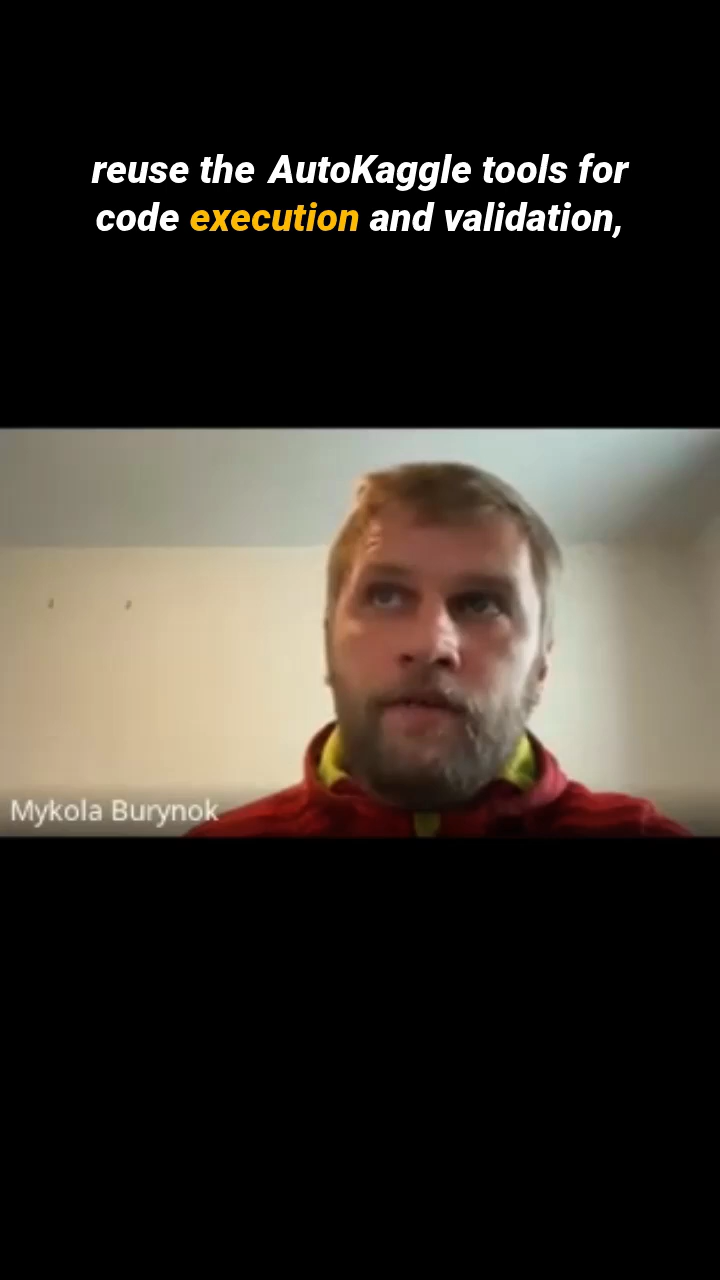 reuse the AutoKaggle tools for
code execution and validation,
Mykola Burynok